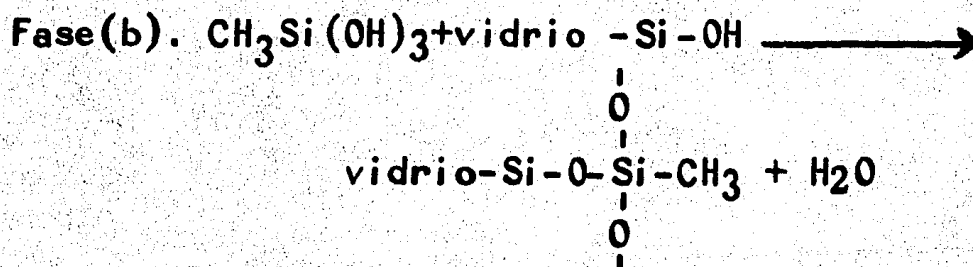 Fase(b). CH3Si(OH)3+vidrio -Si-OH ⟶
|
O
|
vidrio-Si-O-Si-CH3 + H2O
|
O
|